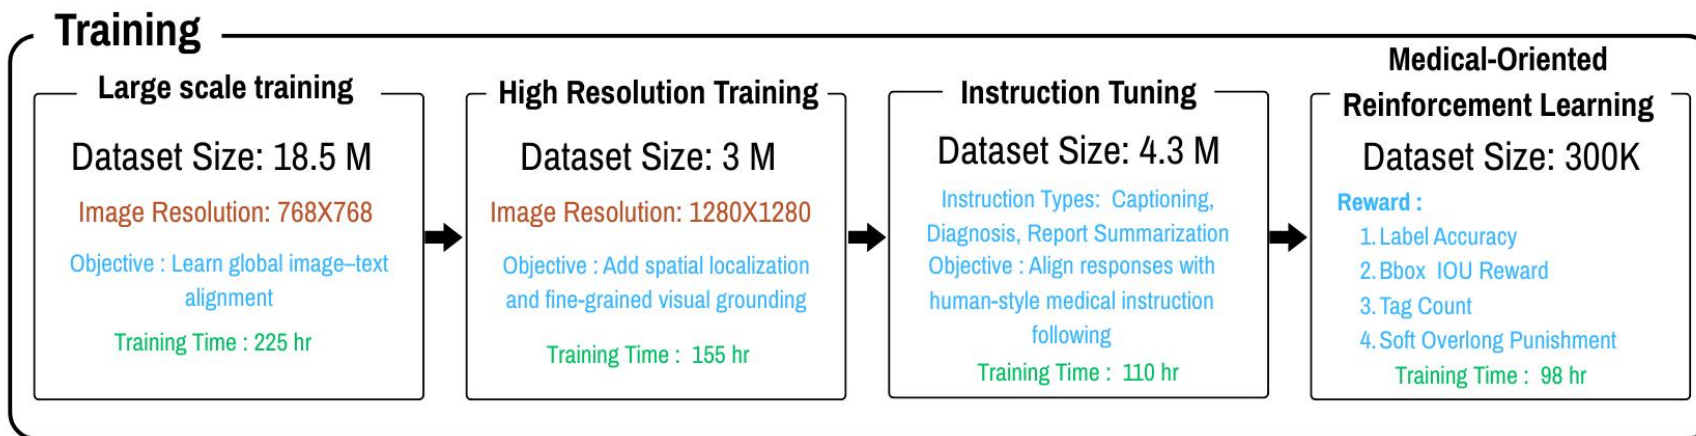 Training
Large scale training
Dataset Size: 18.5 M
Image Resolution: 768X768
Objective : Learn global image–text
alignment
Training Time : 225 hr
High Resolution Training
Dataset Size: 3 M
Image Resolution: 1280X1280
Objective : Add spatial localization
and fine-grained visual grounding
Training Time : 155 hr
Instruction Tuning
Dataset Size: 4.3 M
Instruction Types: Captioning,
Diagnosis, Report Summarization
Objective : Align responses with
human-style medical instruction
following
Training Time : 110 hr
Medical-Oriented
Reinforcement Learning
Dataset Size: 300K
Reward :
1. Label Accuracy
2. Bbox IOU Reward
3. Tag Count
4. Soft Overlong Punishment
Training Time : 98 hr